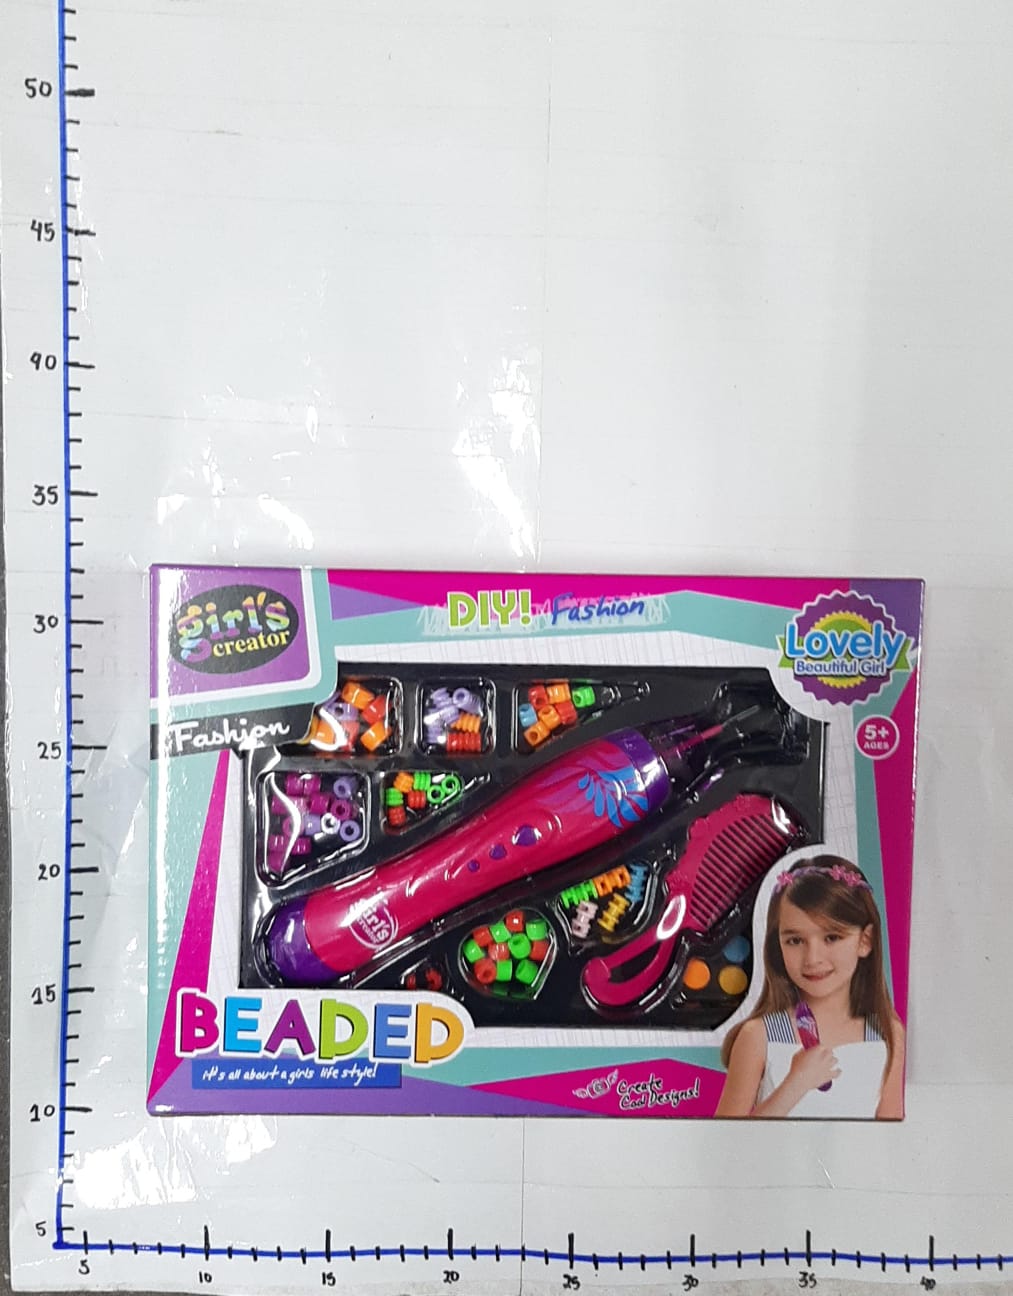 50
45
40
35
30
25
20
15
10
5
girl's
creator
DIY! Fashion
Lovely
Beautiful Girl
Fashion
5+
AGES
girl's
creator
BEADED
it's all about a girls life style!
Create
Cool Designs!
5 10 15 20 25 30 35 40